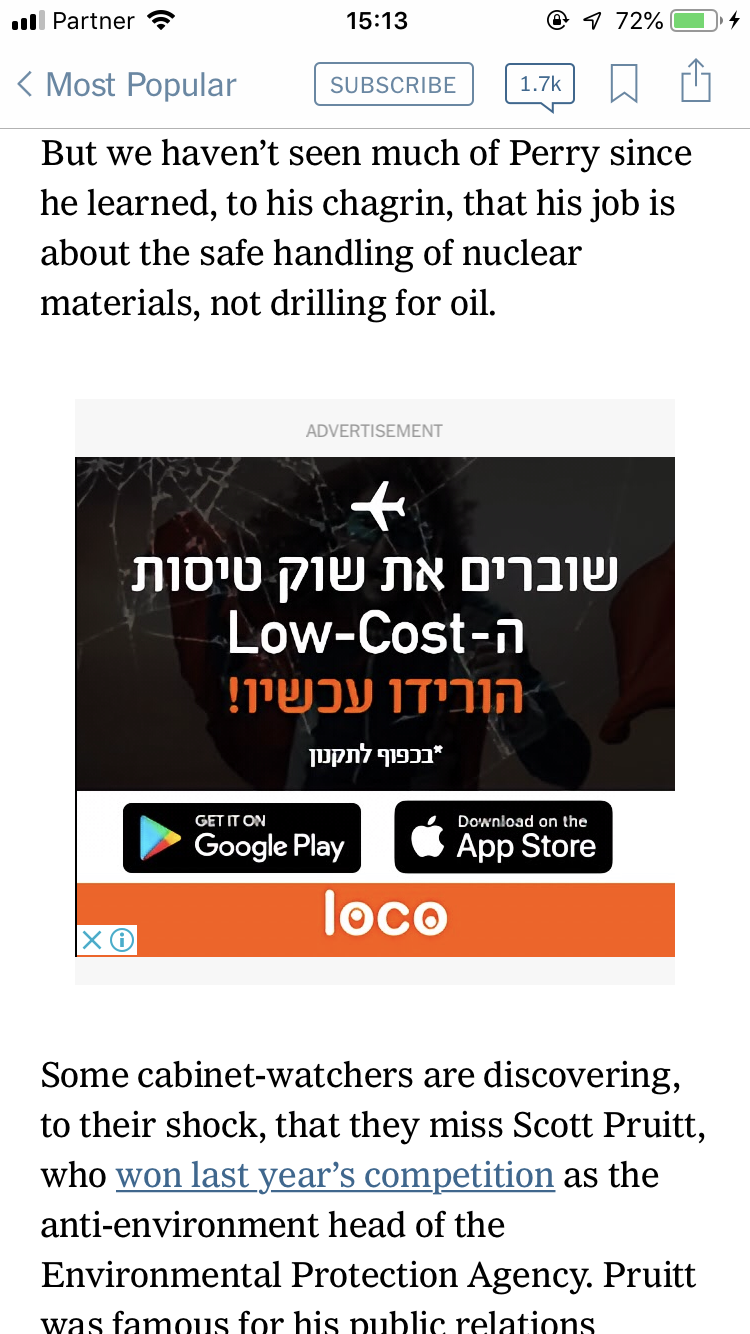 Partner 15:13 72%
Most Popular SUBSCRIBE 1.7k
But we haven’t seen much of Perry since
he learned, to his chagrin, that his job is
about the safe handling of nuclear
materials, not drilling for oil.
ADVERTISEMENT
שוברים את שוק טיסות
ה-Low-Cost
הורידו עכשיו!
*בכפוף לתקנון
GET IT ON
Google Play
Download on the
App Store
loco
Some cabinet-watchers are discovering,
to their shock, that they miss Scott Pruitt,
who won last year’s competition as the
anti-environment head of the
Environmental Protection Agency. Pruitt
was famous for his public relations